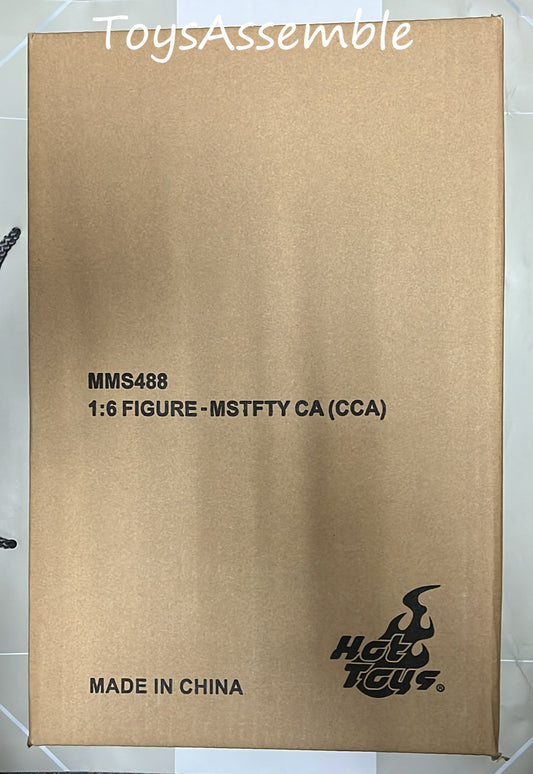 ToysAssemble
MMS488
1:6 FIGURE-MSTFTY CA (CCA)
Hot
Toys®
MADE IN CHINA